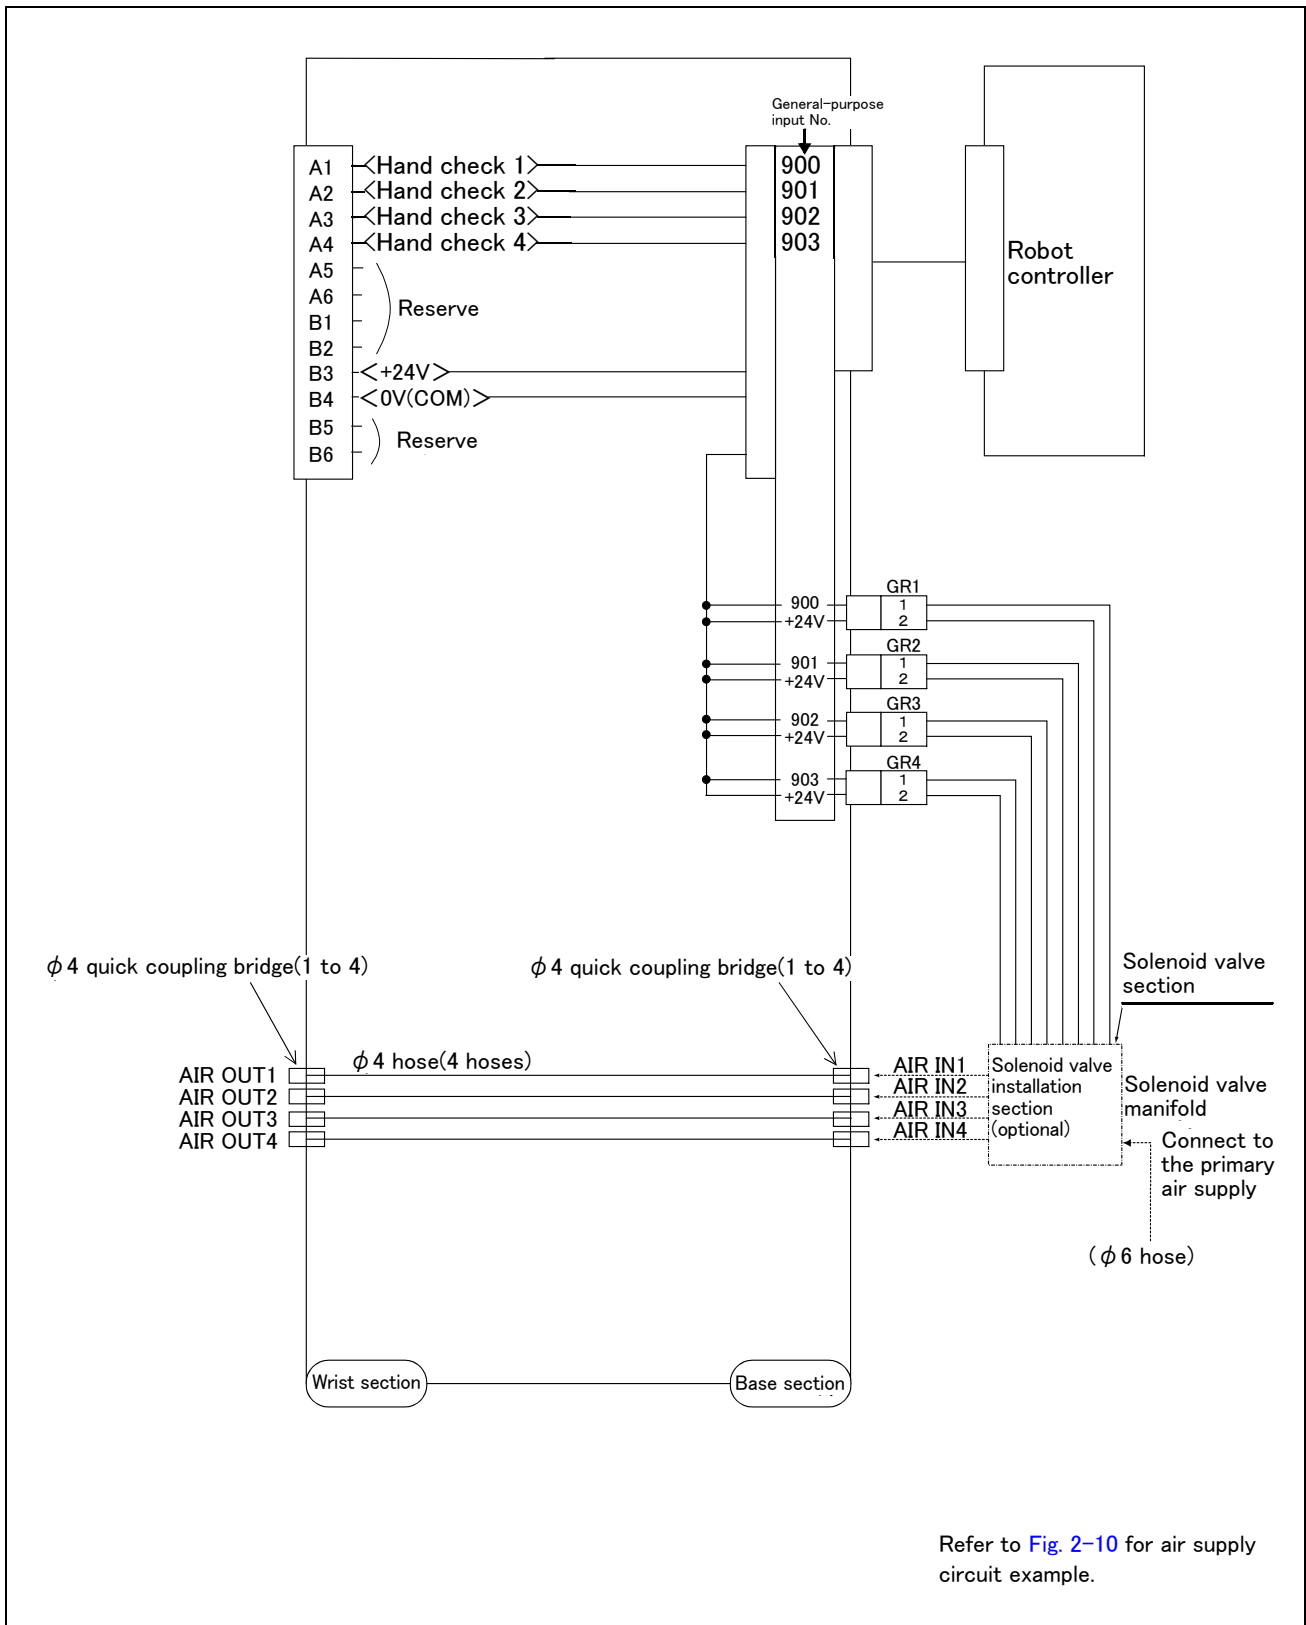 General-purpose
input No.
A1 <Hand check 1> 900
A2 <Hand check 2> 901
A3 <Hand check 3> 902
A4 <Hand check 4> 903
A5
A6
B1
B2
Reserve
B3 <+24V>
B4 <0V(COM)>
B5
B6
Reserve
Robot
controller
GR1
900 1
+24V 2
GR2
901 1
+24V 2
GR3
902 1
+24V 2
GR4
903 1
+24V 2
φ4 quick coupling bridge(1 to 4)
φ4 quick coupling bridge(1 to 4)
Solenoid valve
section
φ4 hose(4 hoses)
AIR OUT1
AIR OUT2
AIR OUT3
AIR OUT4
AIR IN1
AIR IN2
AIR IN3
AIR IN4
Solenoid valve
installation
section
(optional)
Solenoid valve
manifold
Connect to
the primary
air supply
(φ6 hose)
Wrist section
Base section
Refer to Fig. 2-10 for air supply
circuit example.